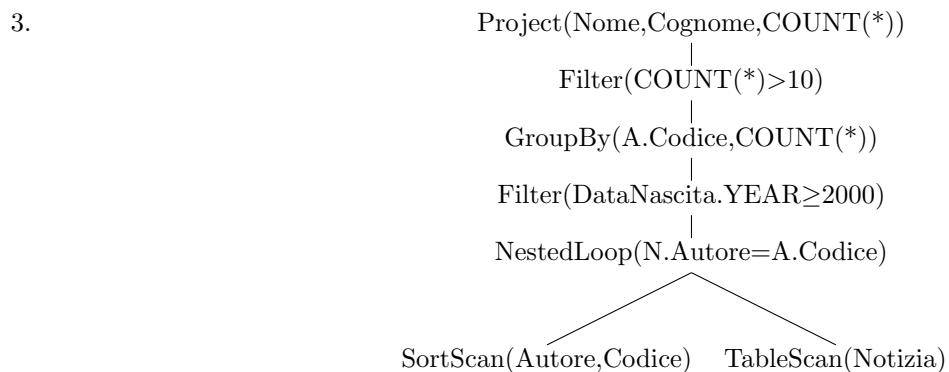 3.
Project(Nome,Cognome,COUNT(*))
Filter(COUNT(*)>10)
GroupBy(A.Codice,COUNT(*))
Filter(DataNascita.YEAR≥2000)
NestedLoop(N.Autore=A.Codice)
SortScan(Autore,Codice) TableScan(Notizia)